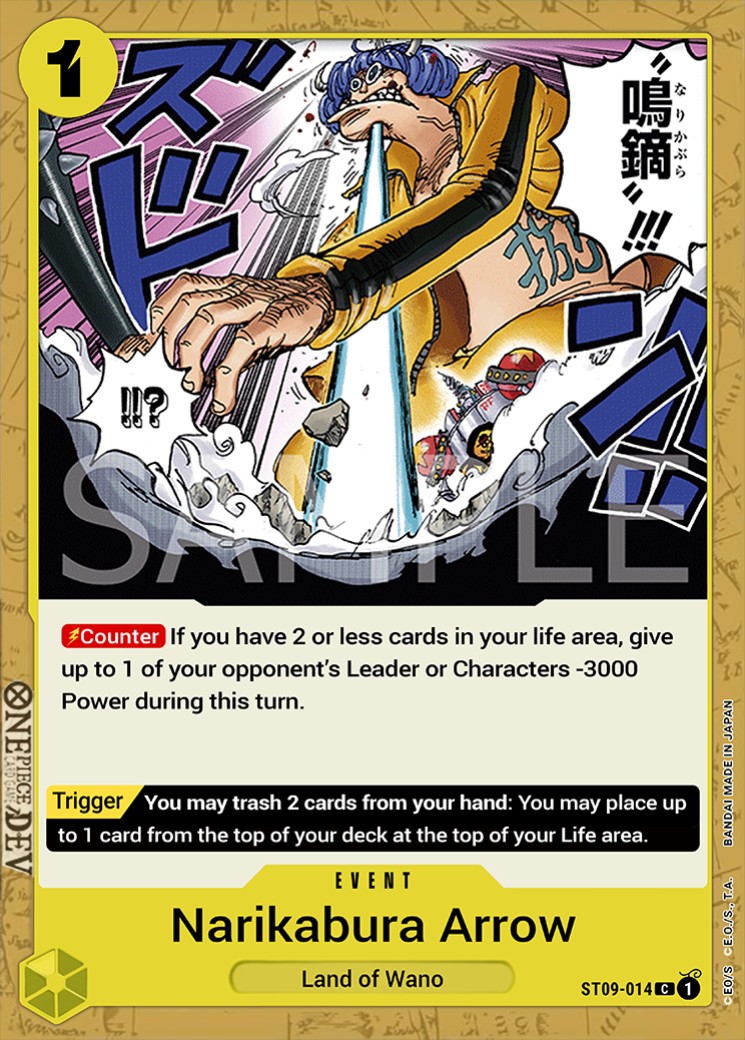 1
ズドン!!
〝鳴鏑〟!!!
なりかぶら
!!?
SAMPLE
Counter If you have 2 or less cards in your life area, give
up to 1 of your opponent's Leader or Characters -3000
Power during this turn.
Trigger You may trash 2 cards from your hand: You may place up
to 1 card from the top of your deck at the top of your Life area.
EVENT
Narikabura Arrow
Land of Wano
ST09-014 C 1
ONE PIECE
CARD GAME
.DEV
BANDAI MADE IN JAPAN
©E.O./S., T.A.
©EO/S